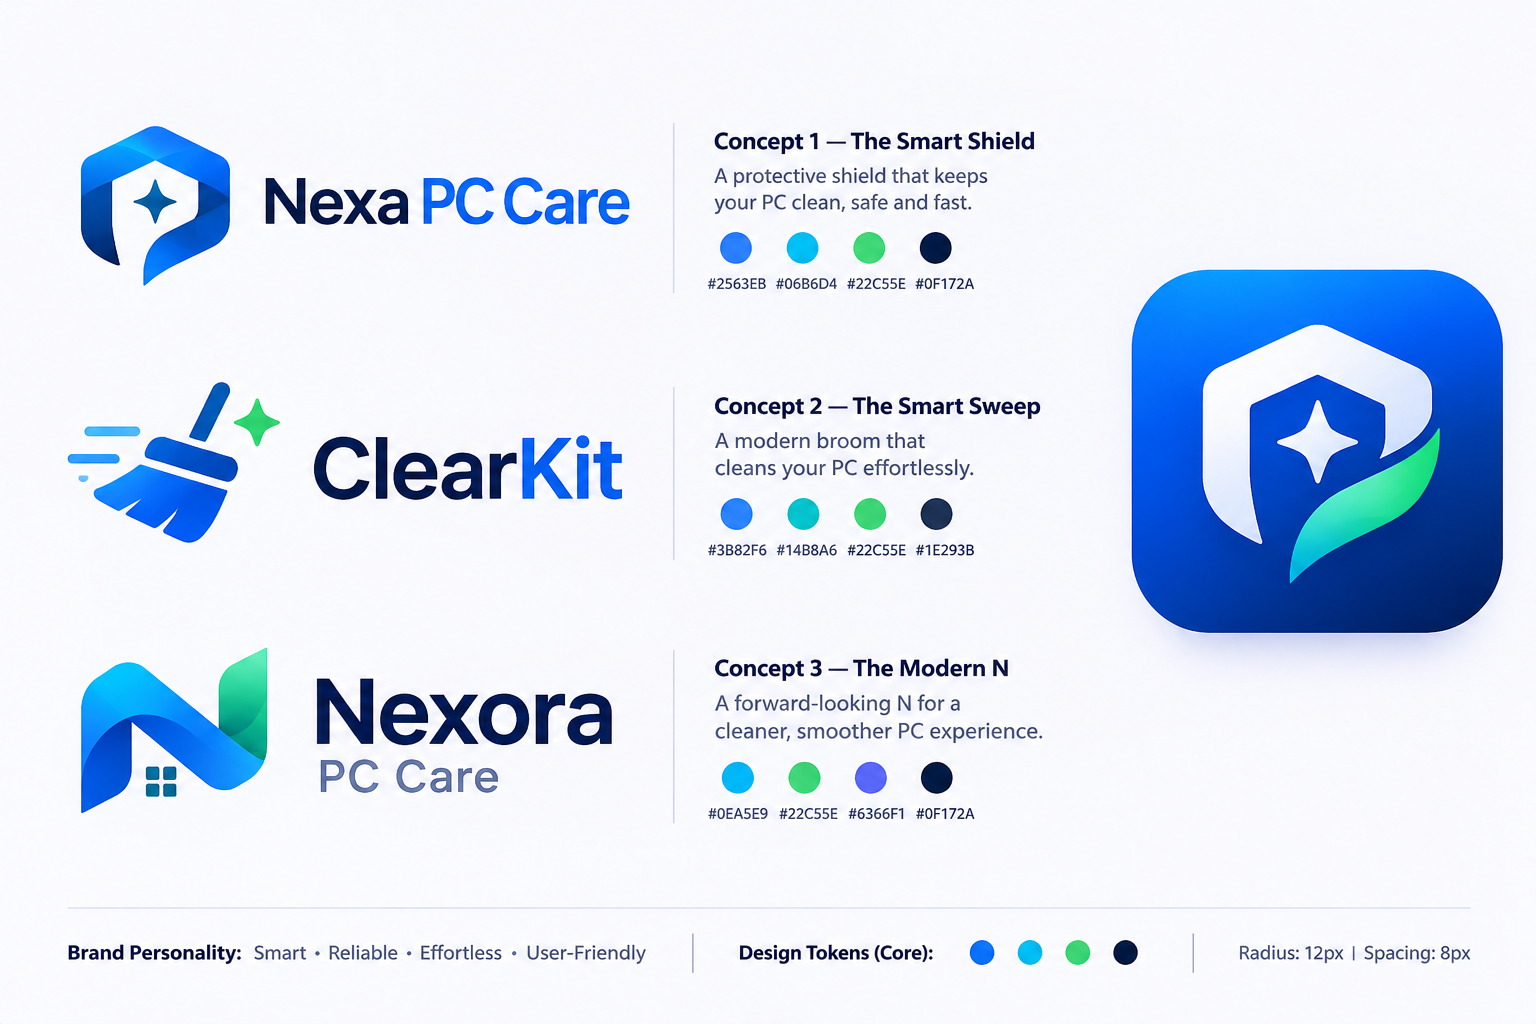 Nexa PC Care
Concept 1 — The Smart Shield
A protective shield that keeps
your PC clean, safe and fast.
#2563EB #06B6D4 #22C55E #0F172A
ClearKit
Concept 2 — The Smart Sweep
A modern broom that
cleans your PC effortlessly.
#3B82F6 #14B8A6 #22C55E #1E293B
Nexora
PC Care
Concept 3 — The Modern N
A forward-looking N for a
cleaner, smoother PC experience.
#0EA5E9 #22C55E #6366F1 #0F172A
Brand Personality: Smart • Reliable • Effortless • User-Friendly
Design Tokens (Core):
Radius: 12px | Spacing: 8px